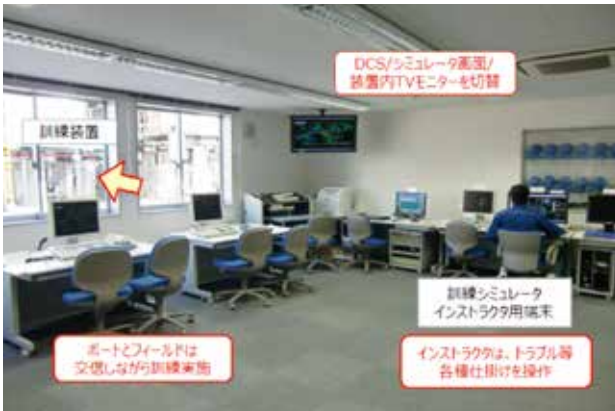 DCS/シミュレータ画面/
装置内TVモニターを切替
訓練装置
訓練シミュレータ
インストラクタ用端末
ボードとフィールドは
交信しながら訓練実施
インストラクタは、トラブル等
各種仕掛けを操作